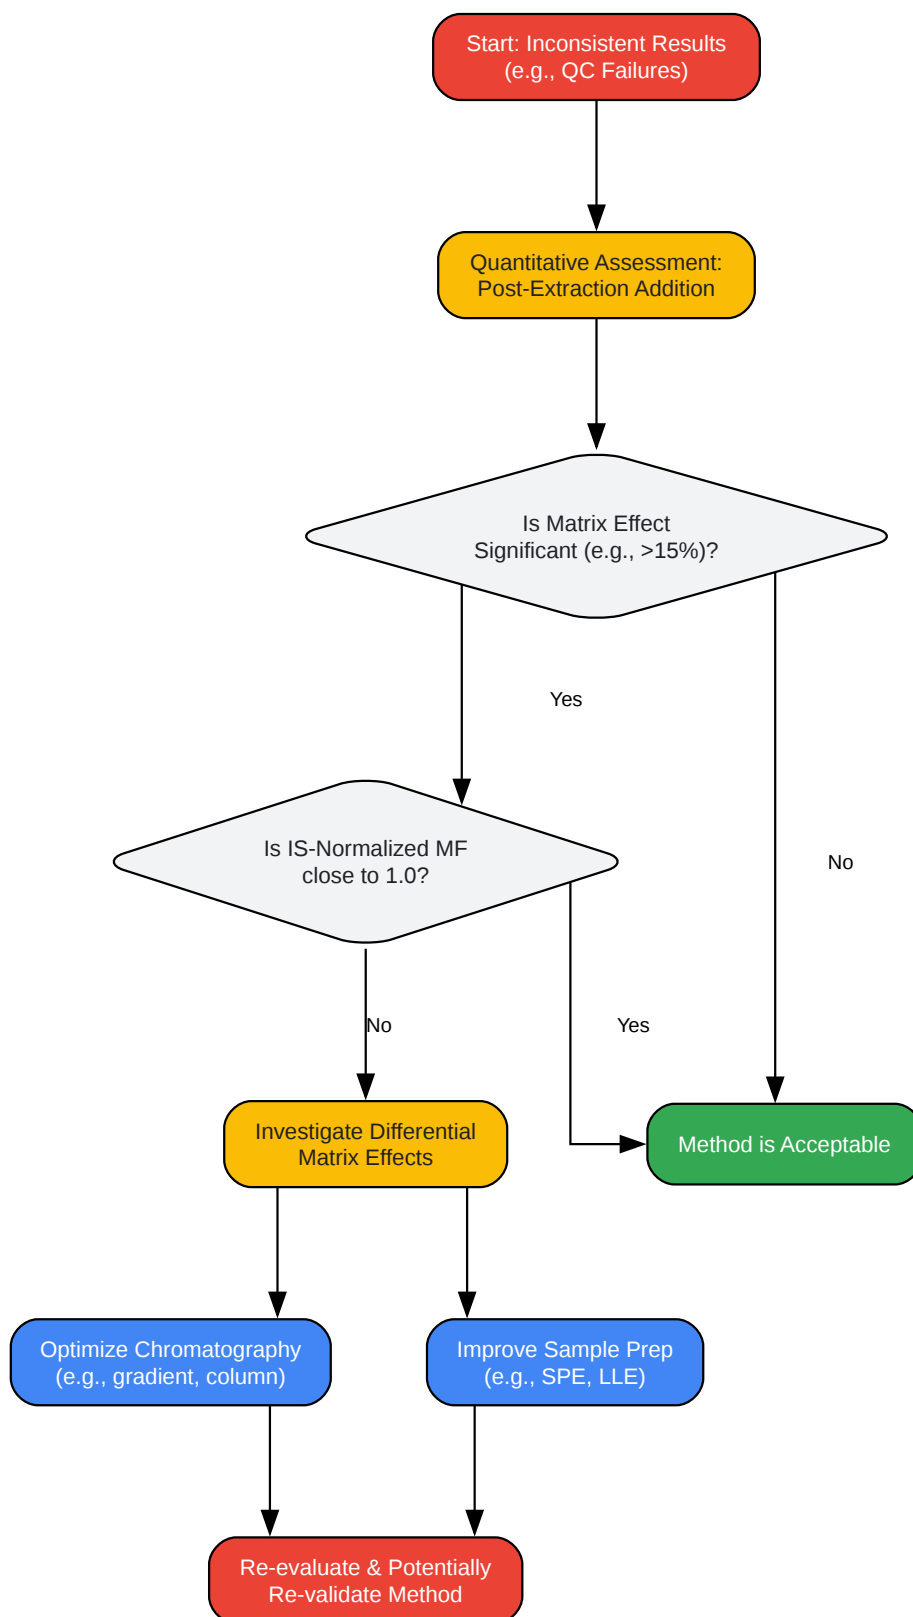 Start: Inconsistent Results
(e.g., QC Failures)
Quantitative Assessment:
Post-Extraction Addition
Is Matrix Effect
Significant (e.g., >15%)?
Yes
Is IS-Normalized MF
close to 1.0?
No
No
Yes
Investigate Differential
Matrix Effects
Method is Acceptable
Optimize Chromatography
(e.g., gradient, column)
Improve Sample Prep
(e.g., SPE, LLE)
Re-evaluate & Potentially
Re-validate Method